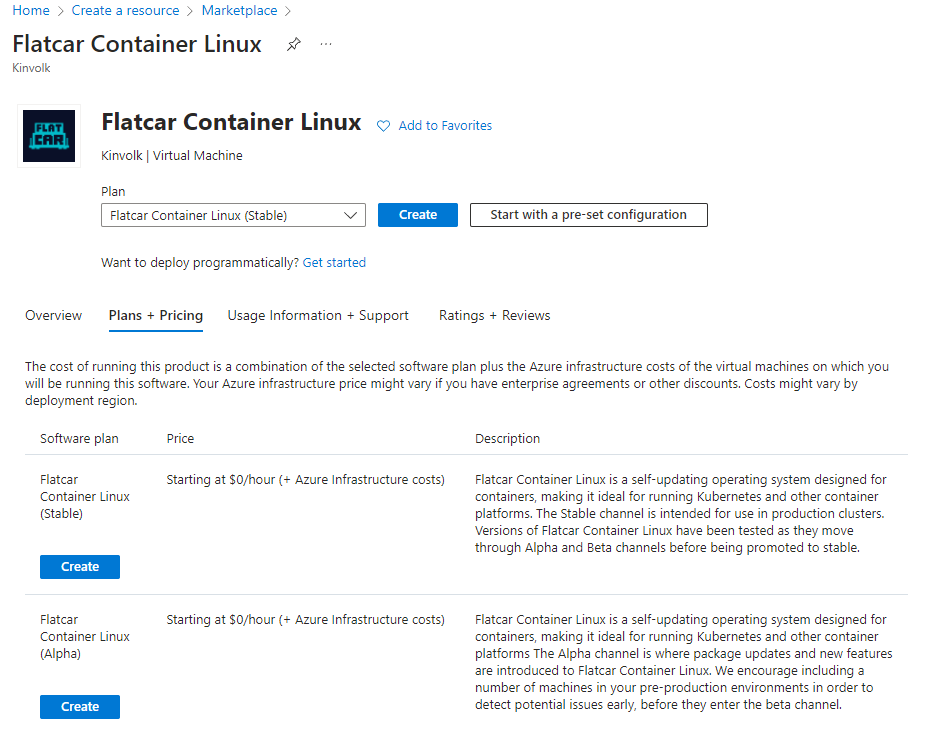 Home > Create a resource > Marketplace >
Flatcar Container Linux ...
Kinvolk
FLAT
CAR
Flatcar Container Linux Add to Favorites
Kinvolk | Virtual Machine
Plan
Flatcar Container Linux (Stable) Create Start with a pre-set configuration
Want to deploy programmatically? Get started
Overview Plans + Pricing Usage Information + Support Ratings + Reviews
The cost of running this product is a combination of the selected software plan plus the Azure infrastructure costs of the virtual machines on which you
will be running this software. Your Azure infrastructure price might vary if you have enterprise agreements or other discounts. Costs might vary by
deployment region.
Software plan Price Description
Flatcar
Container Linux
(Stable)
Create
Starting at $0/hour (+ Azure Infrastructure costs)
Flatcar Container Linux is a self-updating operating system designed for
containers, making it ideal for running Kubernetes and other container
platforms. The Stable channel is intended for use in production clusters.
Versions of Flatcar Container Linux have been tested as they move
through Alpha and Beta channels before being promoted to stable.
Flatcar
Container Linux
(Alpha)
Create
Starting at $0/hour (+ Azure Infrastructure costs)
Flatcar Container Linux is a self-updating operating system designed for
containers, making it ideal for running Kubernetes and other container
platforms The Alpha channel is where package updates and new features
are introduced to Flatcar Container Linux. We encourage including a
number of machines in your pre-production environments in order to
detect potential issues early, before they enter the beta channel.